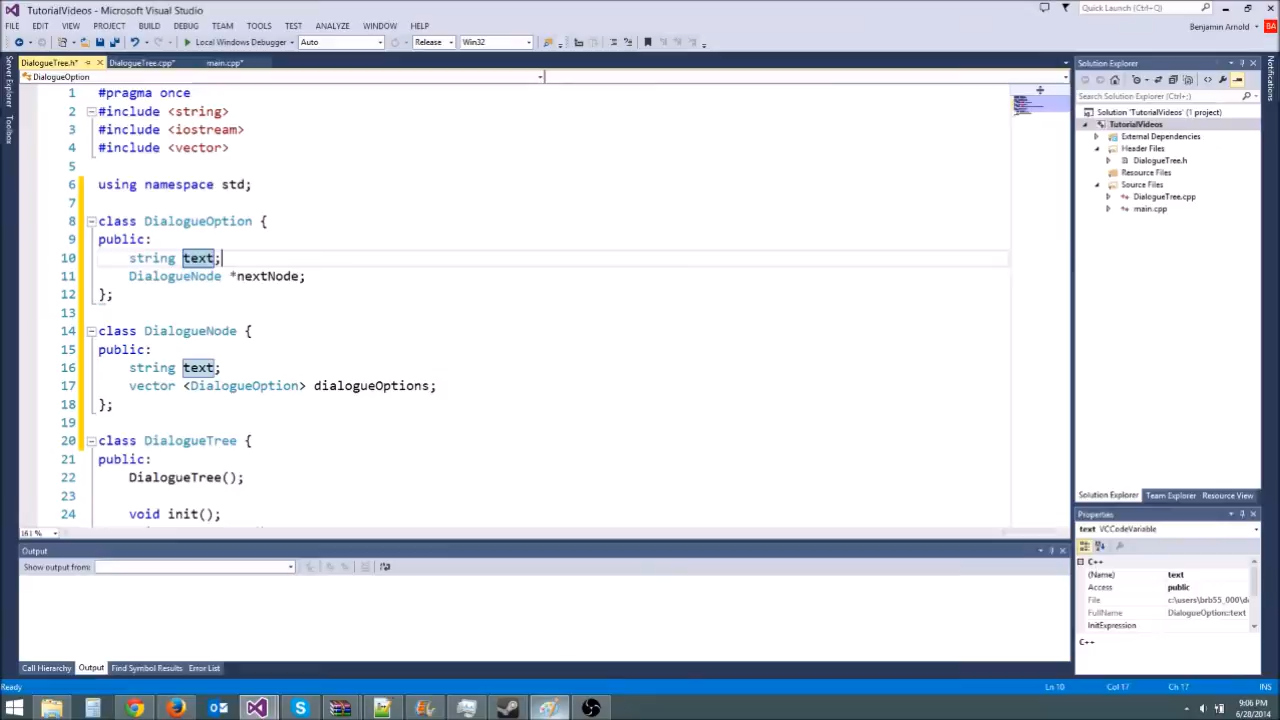 TutorialVideos - Microsoft Visual Studio
Quick Launch (Ctrl+Q)
FILE EDIT VIEW PROJECT BUILD DEBUG TEAM TOOLS TEST ANALYZE WINDOW HELP
Benjamin Arnold BA
Local Windows Debugger Auto Release Win32
Server Explorer
Toolbox
Notifications
DialogueTree.h* DialogueTree.cpp* main.cpp*
DialogueOption
1 #pragma once
2 #include <string>
3 #include <iostream>
4 #include <vector>
5
6 using namespace std;
7
8 class DialogueOption {
9 public:
10 string text;
11 DialogueNode *nextNode;
12 };
13
14 class DialogueNode {
15 public:
16 string text;
17 vector <DialogueOption> dialogueOptions;
18 };
19
20 class DialogueTree {
21 public:
22 DialogueTree();
23
24 void init();
161 %
Solution Explorer
Search Solution Explorer (Ctrl+;)
Solution 'TutorialVideos' (1 project)
TutorialVideos
External Dependencies
Header Files
DialogueTree.h
Resource Files
Source Files
DialogueTree.cpp
main.cpp
Solution Explorer Team Explorer Resource View
Properties
text VCCodeVariable
C++
(Name) text
Access public
File c:\users\brb55_000\d
FullName DialogueOption::text
InitExpression
C++
Output
Show output from:
Call Hierarchy Output Find Symbol Results Error List
Ready Ln 10 Col 17 Ch 17 INS
9:06 PM
6/28/2014